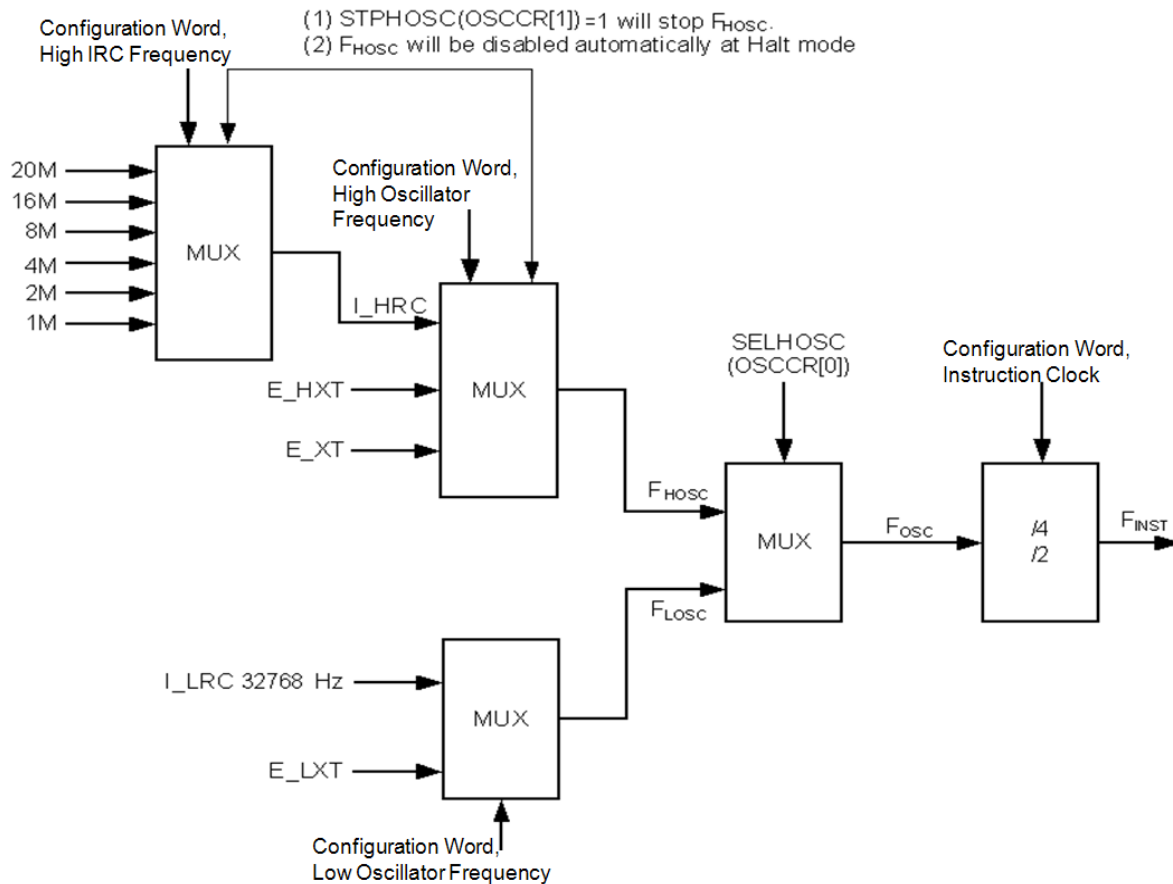 (1) STPHOSC(OSCCR[1])=1 will stop FHOSC.
(2) FHOSC will be disabled automatically at Halt mode
Configuration Word,
High IRC Frequency
20M
16M
8M
4M
2M
1M
MUX
I_HRC
Configuration Word,
High Oscillator
Frequency
E_HXT
E_XT
MUX
FHOSC
SELHOSC
(OSCCR[0])
MUX
FLOSC
FOSC
Configuration Word,
Instruction Clock
/4
/2
FINST
I_LRC 32768 Hz
E_LXT
MUX
Configuration Word,
Low Oscillator Frequency